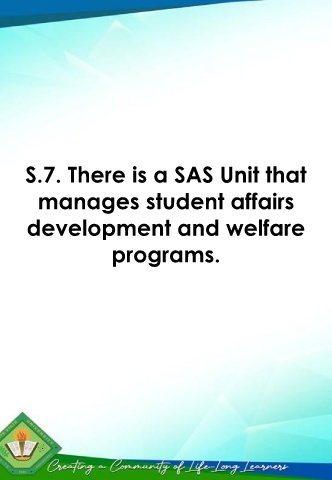 S.7. There is a SAS Unit that
manages student affairs
development and welfare
programs.
Creating a Community of Life-Long Learners